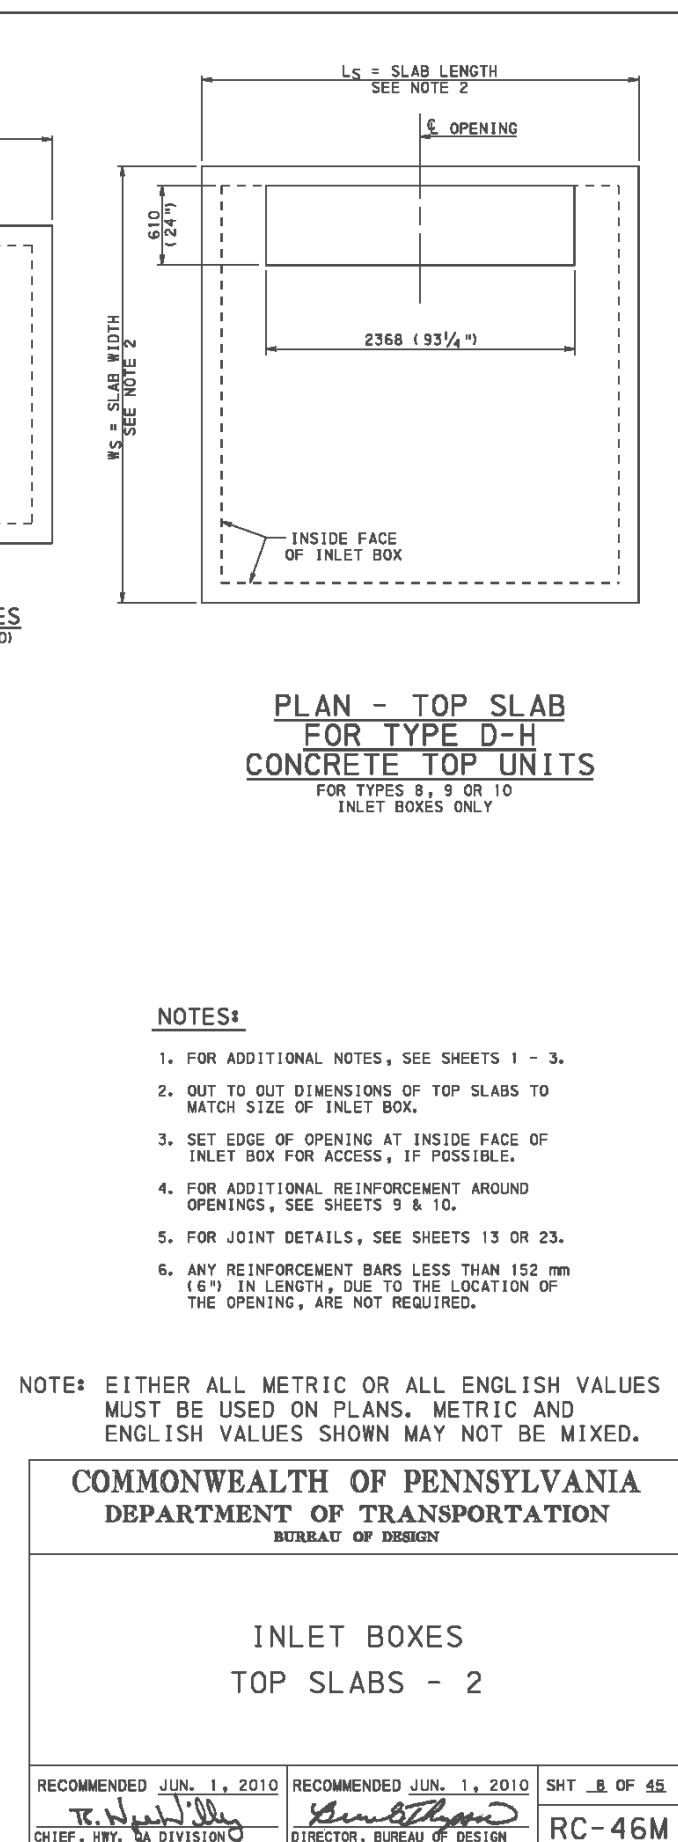 LS = SLAB LENGTH
SEE NOTE 2
℄ OPENING
610
(24")
2368 (93 1/4")
WS = SLAB WIDTH
SEE NOTE 2
INSIDE FACE
OF INLET BOX
ES
0)
PLAN - TOP SLAB
FOR TYPE D-H
CONCRETE TOP UNITS
FOR TYPES 8, 9 OR 10
INLET BOXES ONLY
NOTES:
1. FOR ADDITIONAL NOTES, SEE SHEETS 1 - 3.
2. OUT TO OUT DIMENSIONS OF TOP SLABS TO
MATCH SIZE OF INLET BOX.
3. SET EDGE OF OPENING AT INSIDE FACE OF
INLET BOX FOR ACCESS, IF POSSIBLE.
4. FOR ADDITIONAL REINFORCEMENT AROUND
OPENINGS, SEE SHEETS 9 & 10.
5. FOR JOINT DETAILS, SEE SHEETS 13 OR 23.
6. ANY REINFORCEMENT BARS LESS THAN 152 mm
(6") IN LENGTH, DUE TO THE LOCATION OF
THE OPENING, ARE NOT REQUIRED.
NOTE: EITHER ALL METRIC OR ALL ENGLISH VALUES
MUST BE USED ON PLANS. METRIC AND
ENGLISH VALUES SHOWN MAY NOT BE MIXED.
COMMONWEALTH OF PENNSYLVANIA
DEPARTMENT OF TRANSPORTATION
BUREAU OF DESIGN
INLET BOXES
TOP SLABS - 2
RECOMMENDED JUN. 1, 2010
CHIEF, HWY. QA DIVISION
RECOMMENDED JUN. 1, 2010
DIRECTOR, BUREAU OF DESIGN
SHT 8 OF 45
RC-46M